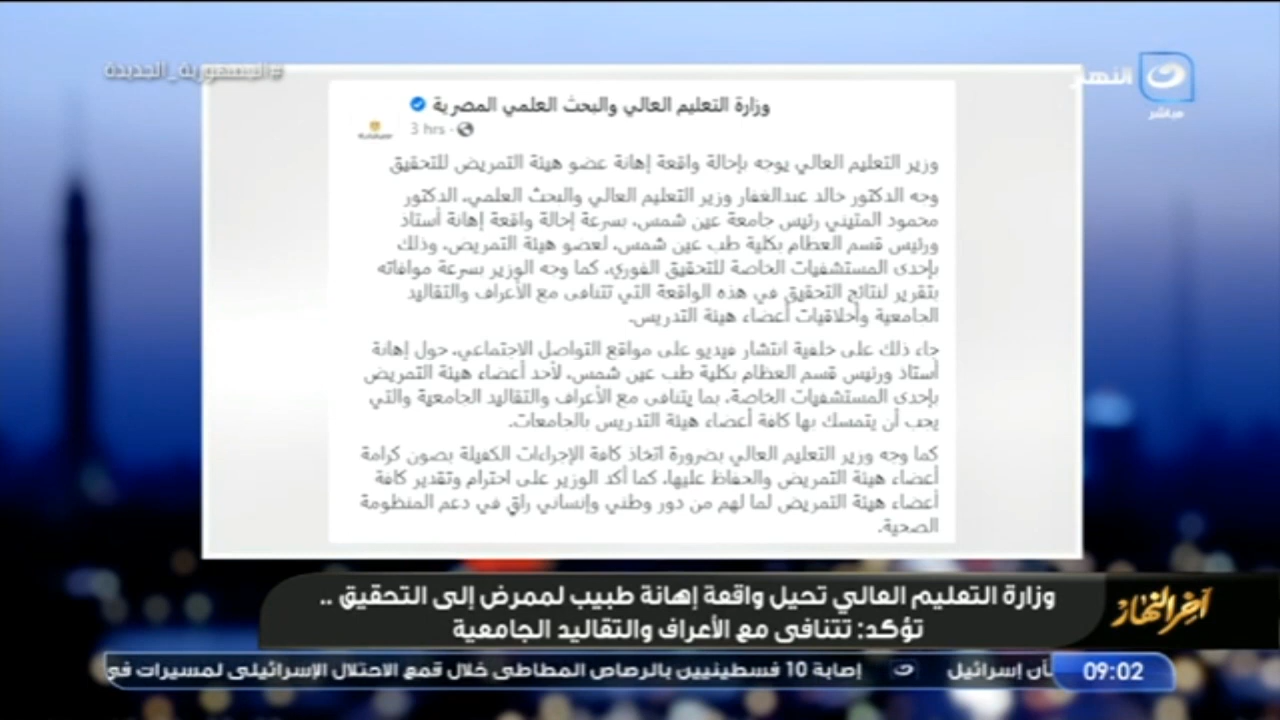 #الجمهورية_الجديدة
النهار
مباشر
وزارة التعليم العالي والبحث العلمي المصرية
3 hrs ·
وزير التعليم العالي يوجه بإحالة واقعة إهانة عضو هيئة التمريض للتحقيق
وجه الدكتور خالد عبدالغفار وزير التعليم العالي والبحث العلمي، الدكتور
محمود المتيني رئيس جامعة عين شمس، بسرعة إحالة واقعة إهانة أستاذ
ورئيس قسم العظام بكلية طب عين شمس، لعضو هيئة التمريض، وذلك
بإحدى المستشفيات الخاصة للتحقيق الفوري، كما وجه الوزير بسرعة موافاته
بتقرير لنتائج التحقيق في هذه الواقعة التي تتنافى مع الأعراف والتقاليد
الجامعية وأخلاقيات أعضاء هيئة التدريس.
جاء ذلك على خلفية انتشار فيديو على مواقع التواصل الاجتماعي، حول إهانة
أستاذ ورئيس قسم العظام بكلية طب عين شمس، لأحد أعضاء هيئة التمريض
بإحدى المستشفيات الخاصة، بما يتنافى مع الأعراف والتقاليد الجامعية والتي
يجب أن يتمسك بها كافة أعضاء هيئة التدريس بالجامعات.
كما وجه وزير التعليم العالي بضرورة اتخاذ كافة الإجراءات الكفيلة بصون كرامة
أعضاء هيئة التمريض والحفاظ عليها، كما أكد الوزير على احترام وتقدير كافة
أعضاء هيئة التمريض لما لهم من دور وطني وإنساني راقٍ في دعم المنظومة
الصحية.
وزارة التعليم العالي تحيل واقعة إهانة طبيب لممرض إلى التحقيق ..
تؤكد: تتنافى مع الأعراف والتقاليد الجامعية
آخر النهار
09:02
ـأن إسرائيل
إصابة 10 فسطينيين بالرصاص المطاطى خلال قمع الاحتلال الإسرائيلى لمسيرات في